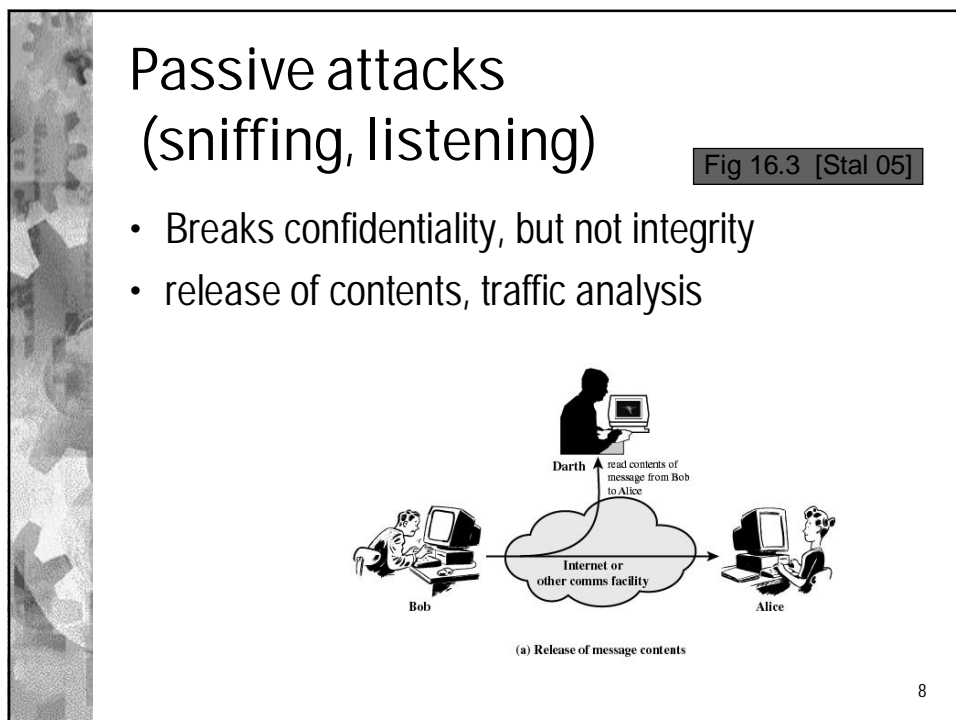 Passive attacks
(sniffing, listening)
Fig 16.3 [Stal 05]
• Breaks confidentiality, but not integrity
• release of contents, traffic analysis
Darth
read contents of
message from Bob
to Alice
Internet or
other comms facility
Bob
Alice
(a) Release of message contents
8